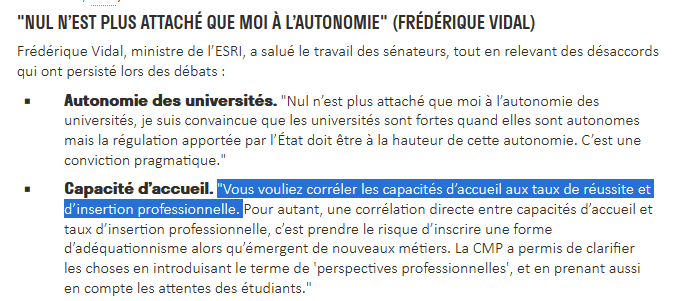 "NUL N’EST PLUS ATTACHÉ QUE MOI À L’AUTONOMIE" (FRÉDÉRIQUE VIDAL)
Frédérique Vidal, ministre de l’ESRI, a salué le travail des sénateurs, tout en relevant des désaccords
qui ont persisté lors des débats :
▪ Autonomie des universités. "Nul n’est plus attaché que moi à l’autonomie des
universités, je suis convaincue que les universités sont fortes quand elles sont autonomes
mais la régulation apportée par l’État doit être à la hauteur de cette autonomie. C’est une
conviction pragmatique."
▪ Capacité d’accueil. "Vous vouliez corréler les capacités d’accueil aux taux de réussite et
d’insertion professionnelle. Pour autant, une corrélation directe entre capacités d’accueil et
taux d’insertion professionnelle, c’est prendre le risque d’inscrire une forme
d’adéquationnisme alors qu’émergent de nouveaux métiers. La CMP a permis de clarifier
les choses en introduisant le terme de 'perspectives professionnelles', et en prenant aussi
en compte les attentes des étudiants."